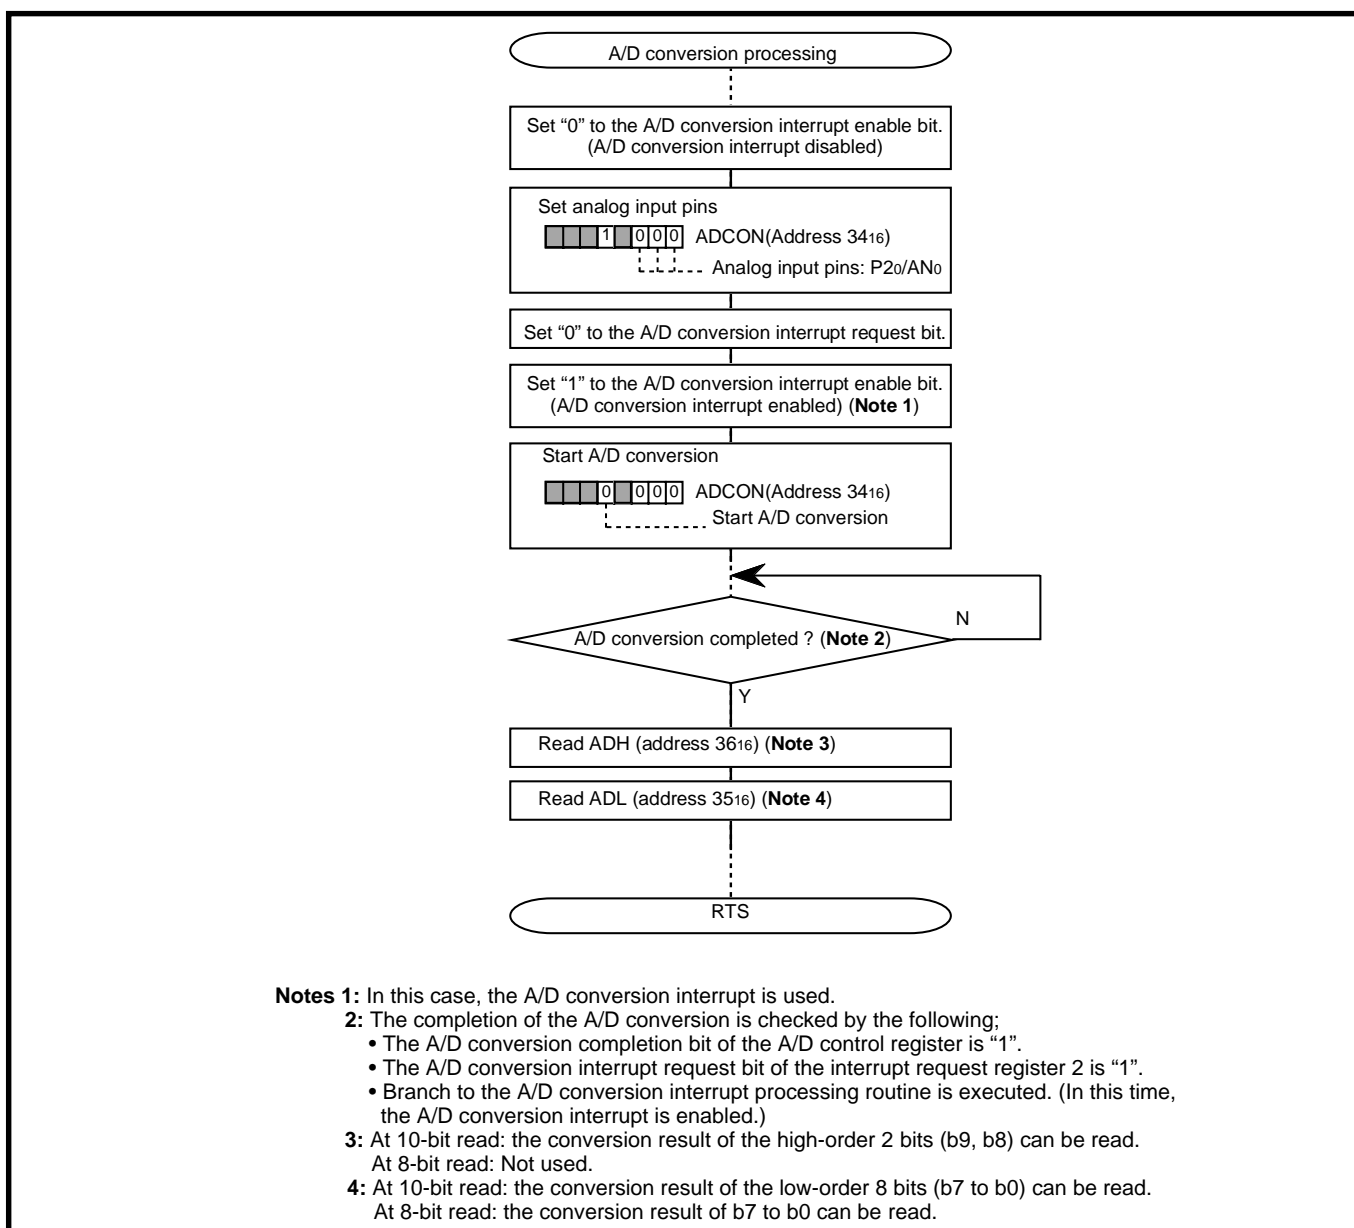 A/D conversion processing
Set “0” to the A/D conversion interrupt enable bit.
(A/D conversion interrupt disabled)
Set analog input pins
1 0 0 0 ADCON(Address 3416)
Analog input pins: P20/AN0
Set “0” to the A/D conversion interrupt request bit.
Set “1” to the A/D conversion interrupt enable bit.
(A/D conversion interrupt enabled) (Note 1)
Start A/D conversion
0 0 0 0 ADCON(Address 3416)
Start A/D conversion
A/D conversion completed ? (Note 2)
N
Y
Read ADH (address 3616) (Note 3)
Read ADL (address 3516) (Note 4)
RTS
Notes 1: In this case, the A/D conversion interrupt is used.
2: The completion of the A/D conversion is checked by the following;
• The A/D conversion completion bit of the A/D control register is “1”.
• The A/D conversion interrupt request bit of the interrupt request register 2 is “1”.
• Branch to the A/D conversion interrupt processing routine is executed. (In this time,
the A/D conversion interrupt is enabled.)
3: At 10-bit read: the conversion result of the high-order 2 bits (b9, b8) can be read.
At 8-bit read: Not used.
4: At 10-bit read: the conversion result of the low-order 8 bits (b7 to b0) can be read.
At 8-bit read: the conversion result of b7 to b0 can be read.